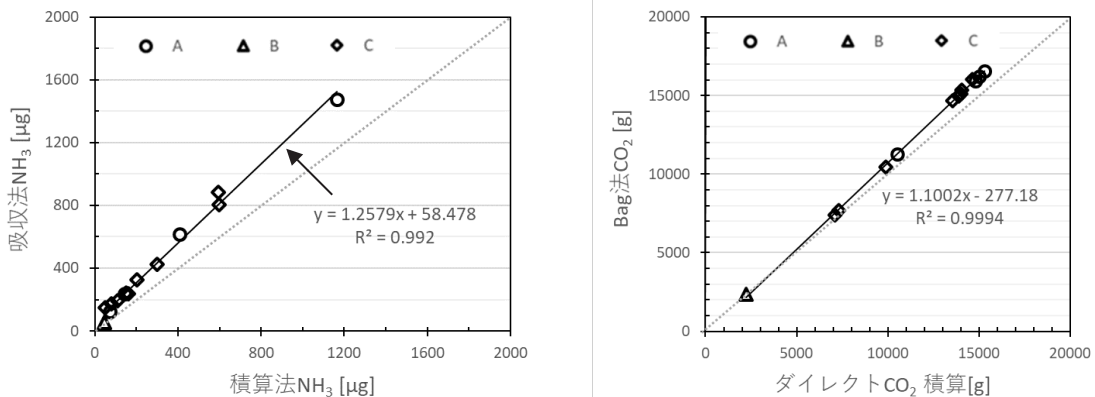 2000
1600
1200
800
400
0
A B C
吸収法NH₃ [µg]
y = 1.2579x + 58.478
R² = 0.992
0 400 800 1200 1600 2000
積算法NH₃ [µg]
20000
15000
10000
5000
0
A B C
Bag法CO₂ [g]
y = 1.1002x - 277.18
R² = 0.9994
0 5000 10000 15000 20000
ダイレクトCO₂ 積算[g]